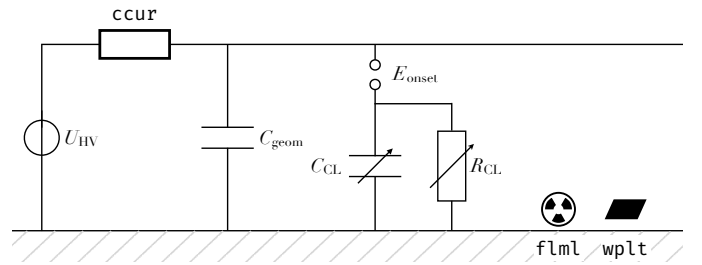 ccur
E_onset
U_HV
C_geom
C_CL
R_CL
flml wplt